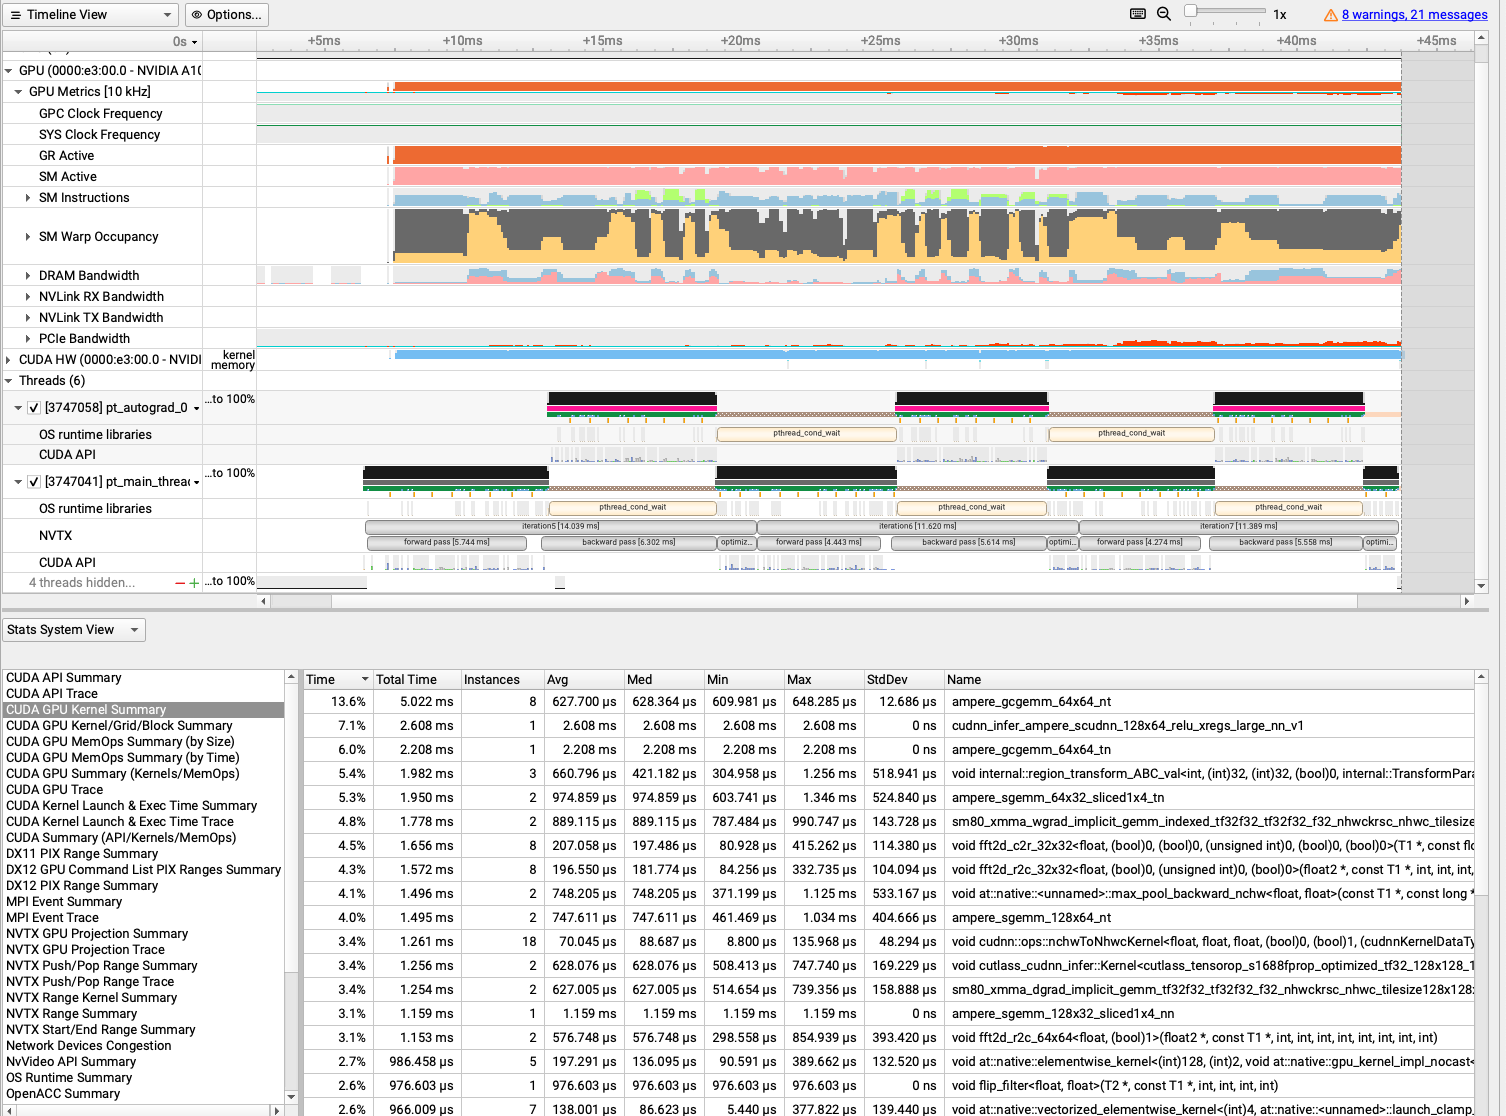 Timeline View Options... 1x 8 warnings, 21 messages
0s +5ms +10ms +15ms +20ms +25ms +30ms +35ms +40ms +45ms
GPU (0000:e3:00.0 - NVIDIA A10
GPU Metrics [10 kHz]
GPC Clock Frequency
SYS Clock Frequency
GR Active
SM Active
SM Instructions
SM Warp Occupancy
DRAM Bandwidth
NVLink RX Bandwidth
NVLink TX Bandwidth
PCIe Bandwidth
CUDA HW (0000:e3:00.0 - NVIDI kernel
memory
Threads (6)
[3747058] pt_autograd_0 ...to 100%
OS runtime libraries pthread_cond_wait pthread_cond_wait
CUDA API
[3747041] pt_main_threac ...to 100%
OS runtime libraries pthread_cond_wait pthread_cond_wait pthread_cond_wait
NVTX iteration5 [14.039 ms] iteration6 [11.620 ms] iteration7 [11.389 ms]
forward pass [5.744 ms] backward pass [6.302 ms] optimiz... forward pass [4.443 ms] backward pass [5.614 ms] optimi... forward pass [4.274 ms] backward pass [5.558 ms] optimi...
CUDA API
4 threads hidden... ...to 100%
Stats System View
CUDA API Summary
CUDA API Trace
CUDA GPU Kernel Summary
CUDA GPU Kernel/Grid/Block Summary
CUDA GPU MemOps Summary (by Size)
CUDA GPU MemOps Summary (by Time)
CUDA GPU Summary (Kernels/MemOps)
CUDA GPU Trace
CUDA Kernel Launch & Exec Time Summary
CUDA Kernel Launch & Exec Time Trace
CUDA Summary (API/Kernels/MemOps)
DX11 PIX Range Summary
DX12 GPU Command List PIX Ranges Summary
DX12 PIX Range Summary
MPI Event Summary
MPI Event Trace
NVTX GPU Projection Summary
NVTX GPU Projection Trace
NVTX Push/Pop Range Summary
NVTX Push/Pop Range Trace
NVTX Range Kernel Summary
NVTX Range Summary
NVTX Start/End Range Summary
Network Devices Congestion
NvVideo API Summary
OS Runtime Summary
OpenACC Summary
Time Total Time Instances Avg Med Min Max StdDev Name
13.6% 5.022 ms 8 627.700 μs 628.364 μs 609.981 μs 648.285 μs 12.686 μs ampere_gcgemm_64x64_nt
7.1% 2.608 ms 1 2.608 ms 2.608 ms 2.608 ms 2.608 ms 0 ns cudnn_infer_ampere_scudnn_128x64_relu_xregs_large_nn_v1
6.0% 2.208 ms 1 2.208 ms 2.208 ms 2.208 ms 2.208 ms 0 ns ampere_gcgemm_64x64_tn
5.4% 1.982 ms 3 660.796 μs 421.182 μs 304.958 μs 1.256 ms 518.941 μs void internal::region_transform_ABC_val<int, (int)32, (int)32, (bool)0, internal::TransformPara
5.3% 1.950 ms 2 974.859 μs 974.859 μs 603.741 μs 1.346 ms 524.840 μs ampere_sgemm_64x32_sliced1x4_tn
4.8% 1.778 ms 2 889.115 μs 889.115 μs 787.484 μs 990.747 μs 143.728 μs sm80_xmma_wgrad_implicit_gemm_indexed_tf32f32_tf32f32_f32_nhwckrsc_nhwc_tilesize
4.5% 1.656 ms 8 207.058 μs 197.486 μs 80.928 μs 415.262 μs 114.380 μs void fft2d_c2r_32x32<float, (bool)0, (bool)0, (unsigned int)0, (bool)0, (bool)0>(T1 *, const flo
4.3% 1.572 ms 8 196.550 μs 181.774 μs 84.256 μs 332.735 μs 104.094 μs void fft2d_r2c_32x32<float, (bool)0, (unsigned int)0, (bool)0>(float2 *, const T1 *, int, int, int,
4.1% 1.496 ms 2 748.205 μs 748.205 μs 371.199 μs 1.125 ms 533.167 μs void at::native::<unnamed>::max_pool_backward_nchw<float, float>(const T1 *, const long *
4.0% 1.495 ms 2 747.611 μs 747.611 μs 461.469 μs 1.034 ms 404.666 μs ampere_sgemm_128x64_nt
3.4% 1.261 ms 18 70.045 μs 88.687 μs 8.800 μs 135.968 μs 48.294 μs void cudnn::ops::nchwToNhwcKernel<float, float, float, (bool)0, (bool)1, (cudnnKernelDataTy
3.4% 1.256 ms 2 628.076 μs 628.076 μs 508.413 μs 747.740 μs 169.229 μs void cutlass_cudnn_infer::Kernel<cutlass_tensorop_s1688fprop_optimized_tf32_128x128_1
3.4% 1.254 ms 2 627.005 μs 627.005 μs 514.654 μs 739.356 μs 158.888 μs sm80_xmma_dgrad_implicit_gemm_tf32f32_tf32f32_f32_nhwckrsc_nhwc_tilesize128x128x
3.1% 1.159 ms 1 1.159 ms 1.159 ms 1.159 ms 1.159 ms 0 ns ampere_sgemm_128x32_sliced1x4_nn
3.1% 1.153 ms 2 576.748 μs 576.748 μs 298.558 μs 854.939 μs 393.420 μs void fft2d_r2c_64x64<float, (bool)1>(float2 *, const T1 *, int, int, int, int, int, int, int, int)
2.7% 986.458 μs 5 197.291 μs 136.095 μs 90.591 μs 389.662 μs 132.520 μs void at::native::elementwise_kernel<(int)128, (int)2, void at::native::gpu_kernel_impl_nocast<
2.6% 976.603 μs 1 976.603 μs 976.603 μs 976.603 μs 976.603 μs 0 ns void flip_filter<float, float>(T2 *, const T1 *, int, int, int, int)
2.6% 966.009 μs 7 138.001 μs 86.623 μs 5.440 μs 377.822 μs 139.440 μs void at::native::vectorized_elementwise_kernel<(int)4, at::native::<unnamed>::launch_clamp_